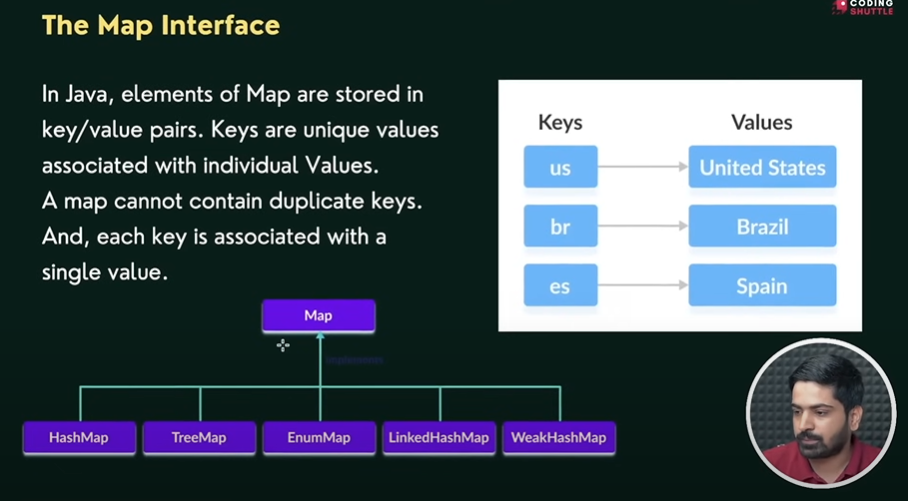 The Map Interface
CODING
SHUTTLE
In Java, elements of Map are stored in
key/value pairs. Keys are unique values
associated with individual Values.
A map cannot contain duplicate keys.
And, each key is associated with a
single value.
Keys Values
us United States
br Brazil
es Spain
Map
implements
HashMap TreeMap EnumMap LinkedHashMap WeakHashMap